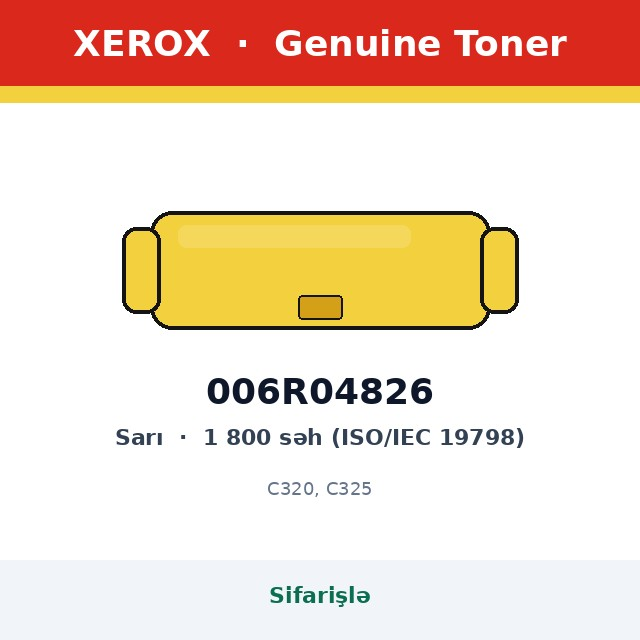 XEROX · Genuine Toner
006R04826
Sarı · 1 800 səh (ISO/IEC 19798)
C320, C325
Sifarişlə